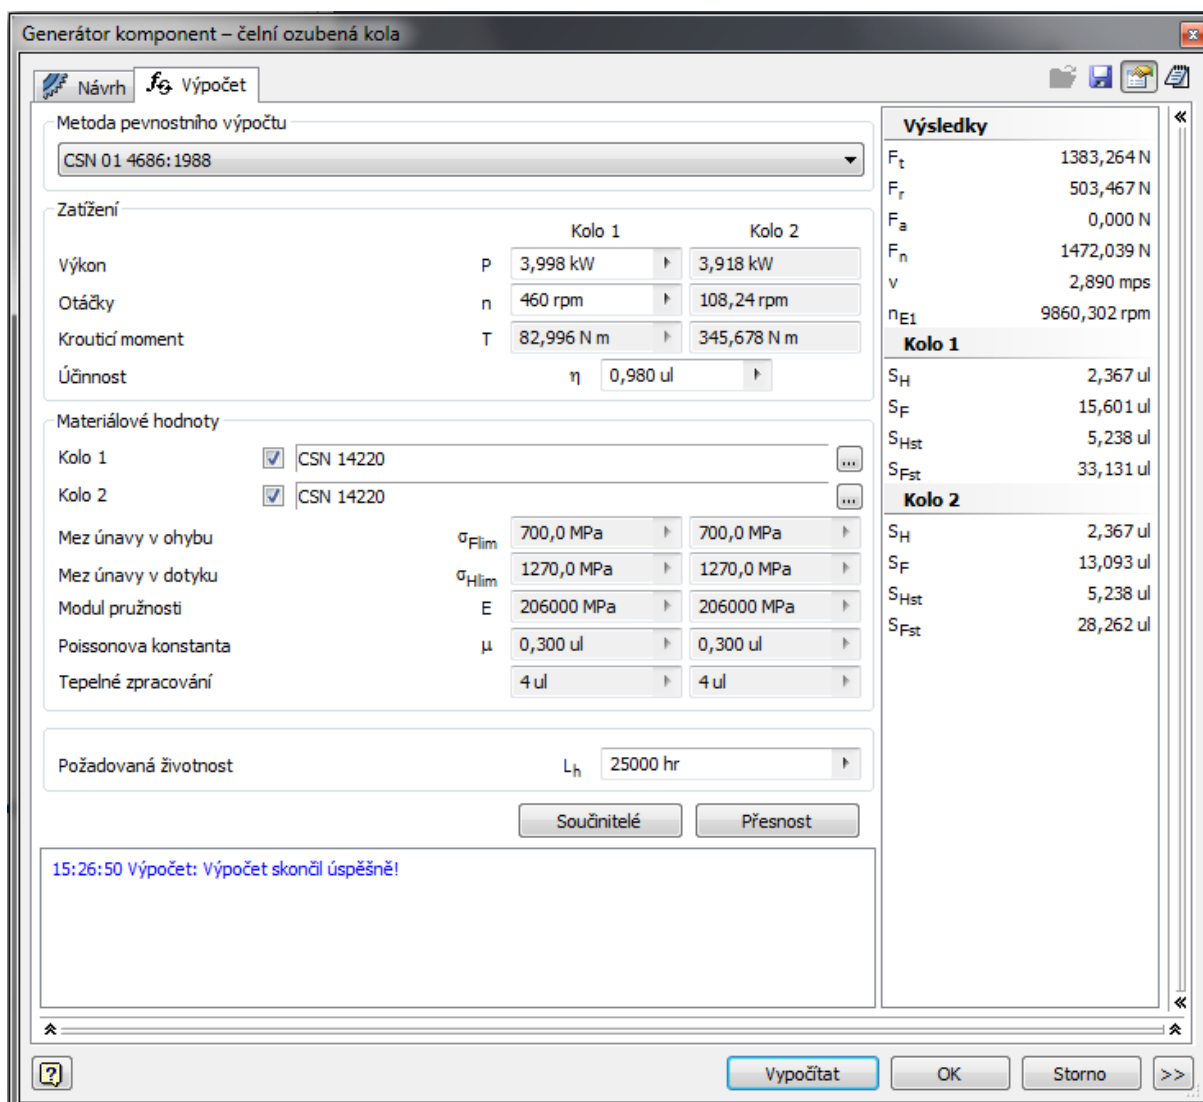 Generátor komponent – čelní ozubená kola
Návrh
Výpočet
Metoda pevnostního výpočtu
CSN 01 4686:1988
Zatížení
Kolo 1 Kolo 2
Výkon P 3,998 kW 3,918 kW
Otáčky n 460 rpm 108,24 rpm
Krouticí moment T 82,996 N m 345,678 N m
Účinnost η 0,980 ul
Materiálové hodnoty
Kolo 1 CSN 14220 ...
Kolo 2 CSN 14220 ...
Mez únavy v ohybu σFlim 700,0 MPa 700,0 MPa
Mez únavy v dotyku σHlim 1270,0 MPa 1270,0 MPa
Modul pružnosti E 206000 MPa 206000 MPa
Poissonova konstanta μ 0,300 ul 0,300 ul
Tepelné zpracování 4 ul 4 ul
Požadovaná životnost Lh 25000 hr
Součinitelé Přesnost
15:26:50 Výpočet: Výpočet skončil úspěšně!
Výsledky
Ft 1383,264 N
Fr 503,467 N
Fa 0,000 N
Fn 1472,039 N
v 2,890 mps
nE1 9860,302 rpm
Kolo 1
SH 2,367 ul
SF 15,601 ul
SHst 5,238 ul
SFst 33,131 ul
Kolo 2
SH 2,367 ul
SF 13,093 ul
SHst 5,238 ul
SFst 28,262 ul
Vypočítat OK Storno >>